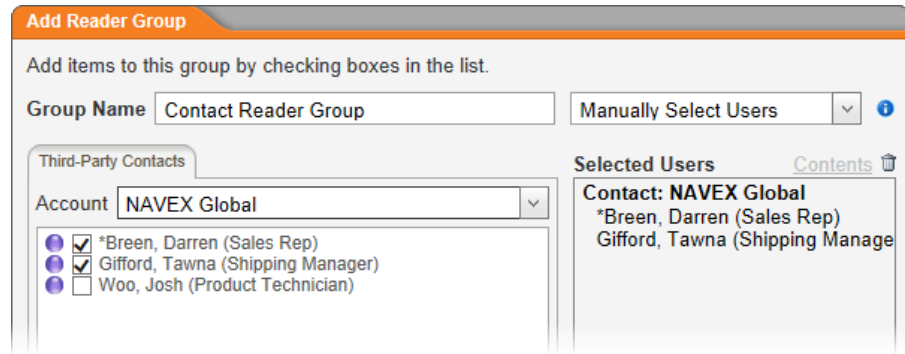 Add Reader Group
Add items to this group by checking boxes in the list.
Group Name Contact Reader Group Manually Select Users
Third-Party Contacts
Account NAVEX Global
*Breen, Darren (Sales Rep)
Gifford, Tawna (Shipping Manager)
Woo, Josh (Product Technician)
Selected Users Contents
Contact: NAVEX Global
*Breen, Darren (Sales Rep)
Gifford, Tawna (Shipping Manage